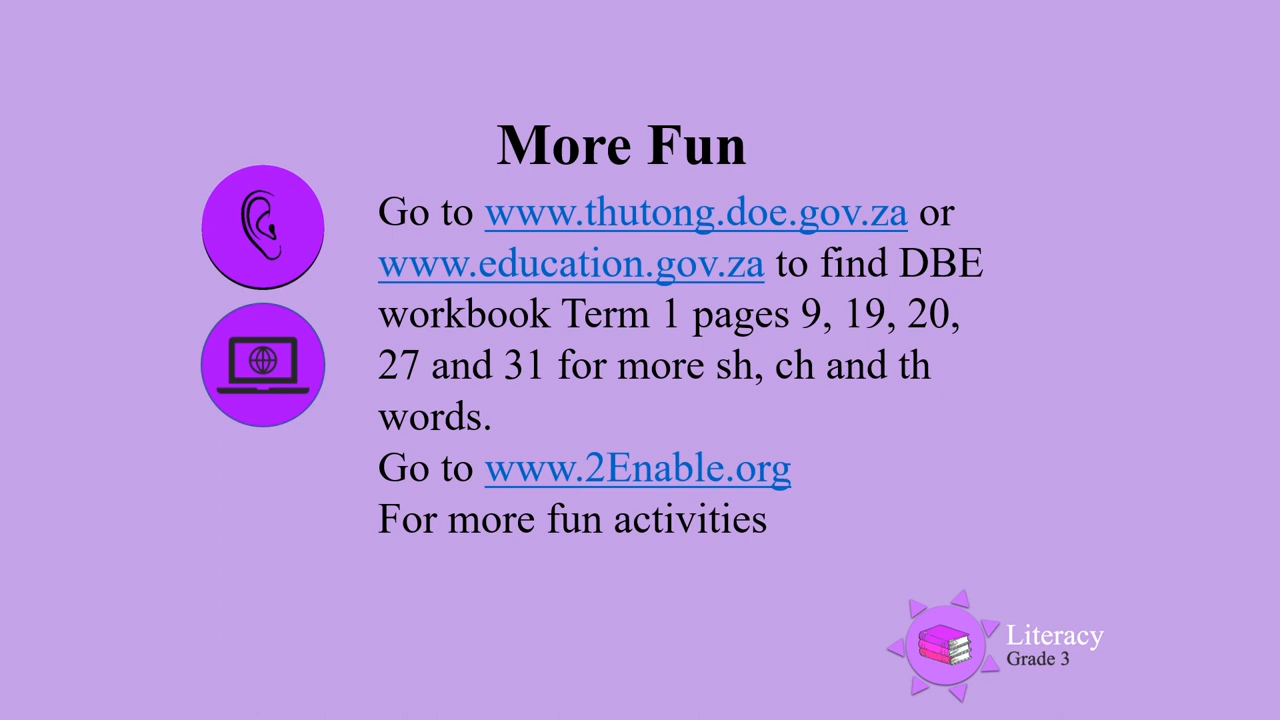 More Fun
Go to www.thutong.doe.gov.za or
www.education.gov.za to find DBE
workbook Term 1 pages 9, 19, 20,
27 and 31 for more sh, ch and th
words.
Go to www.2Enable.org
For more fun activities
Literacy
Grade 3